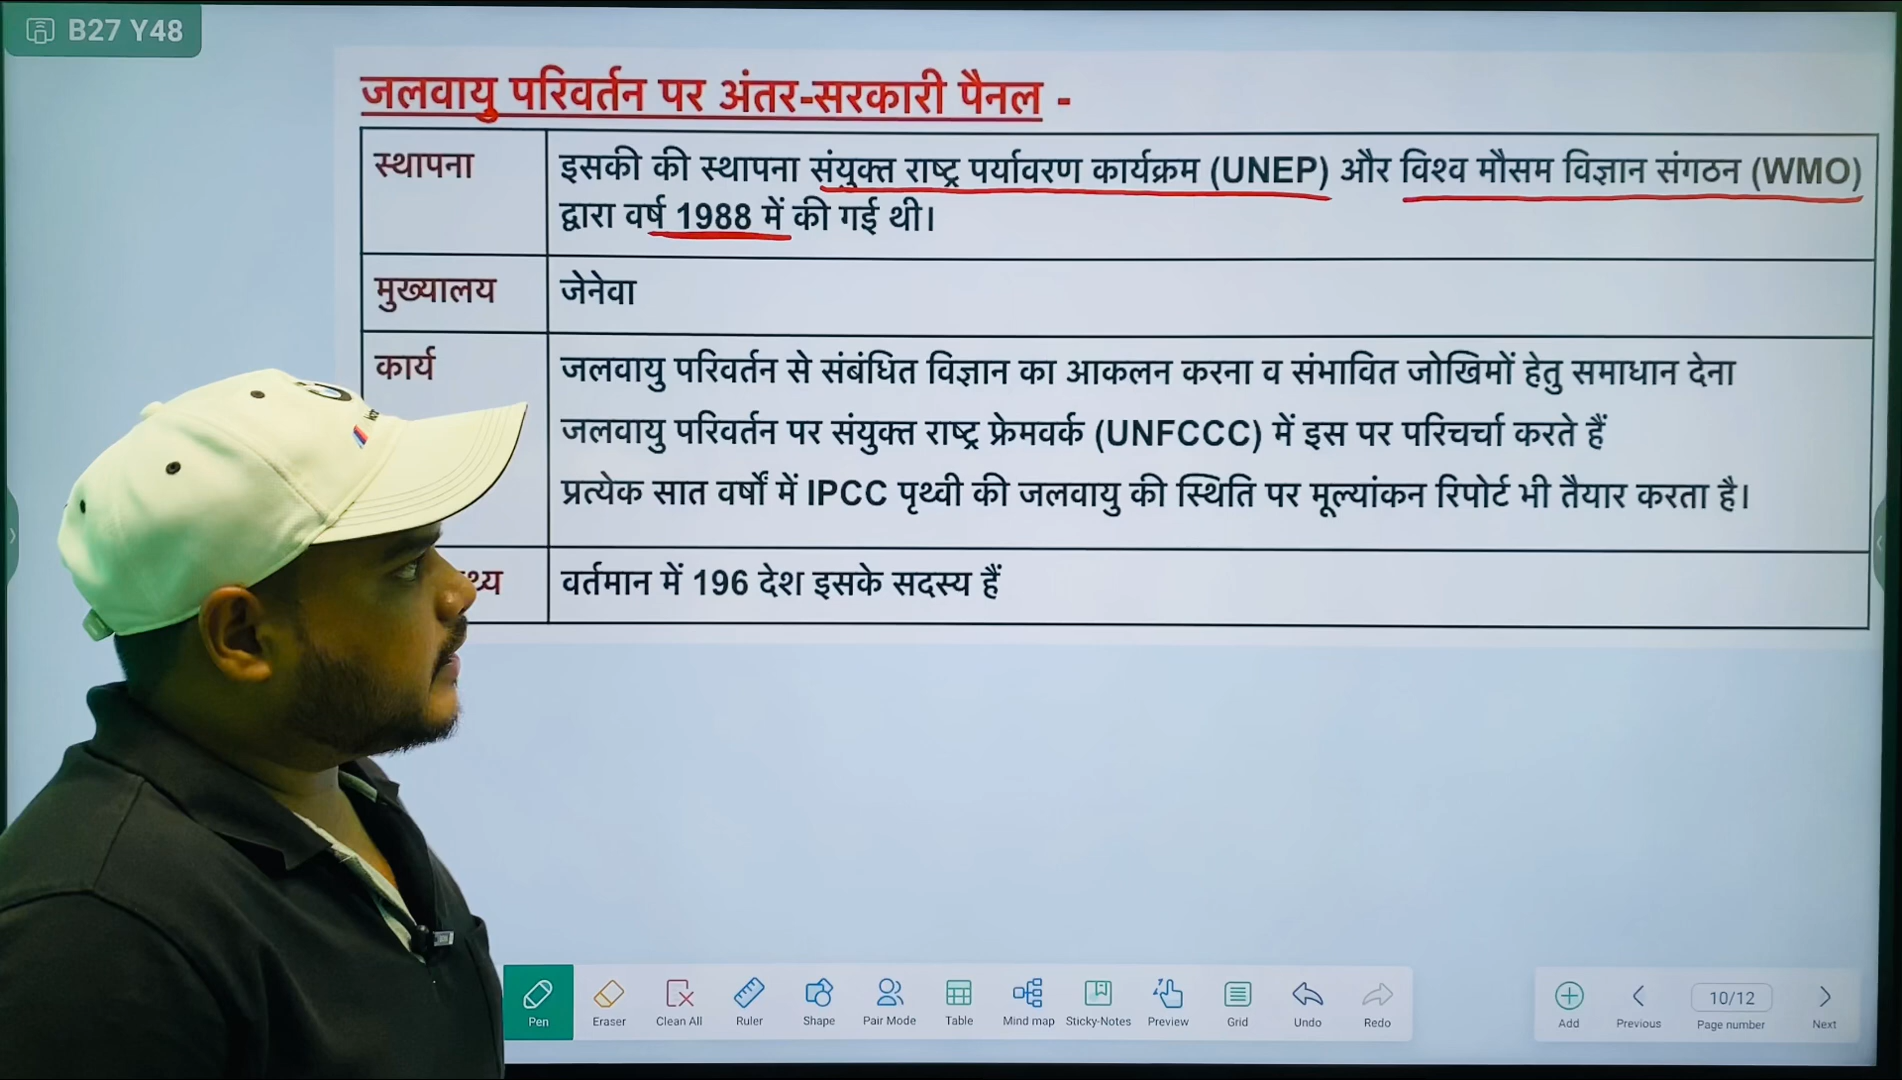 B27 Y48
जलवायु परिवर्तन पर अंतर-सरकारी पैनल -
स्थापना
इसकी की स्थापना संयुक्त राष्ट्र पर्यावरण कार्यक्रम (UNEP) और विश्व मौसम विज्ञान संगठन (WMO)
द्वारा वर्ष 1988 में की गई थी।
मुख्यालय
जेनेवा
कार्य
जलवायु परिवर्तन से संबंधित विज्ञान का आकलन करना व संभावित जोखिमों हेतु समाधान देना
जलवायु परिवर्तन पर संयुक्त राष्ट्र फ्रेमवर्क (UNFCCC) में इस पर परिचर्चा करते हैं
प्रत्येक सात वर्षों में IPCC पृथ्वी की जलवायु की स्थिति पर मूल्यांकन रिपोर्ट भी तैयार करता है।
वर्तमान में 196 देश इसके सदस्य हैं
Pen Eraser Clean All Ruler Shape Pair Mode Table Mind map Sticky-Notes Preview Grid Undo Redo
10/12
Add Previous Page number Next